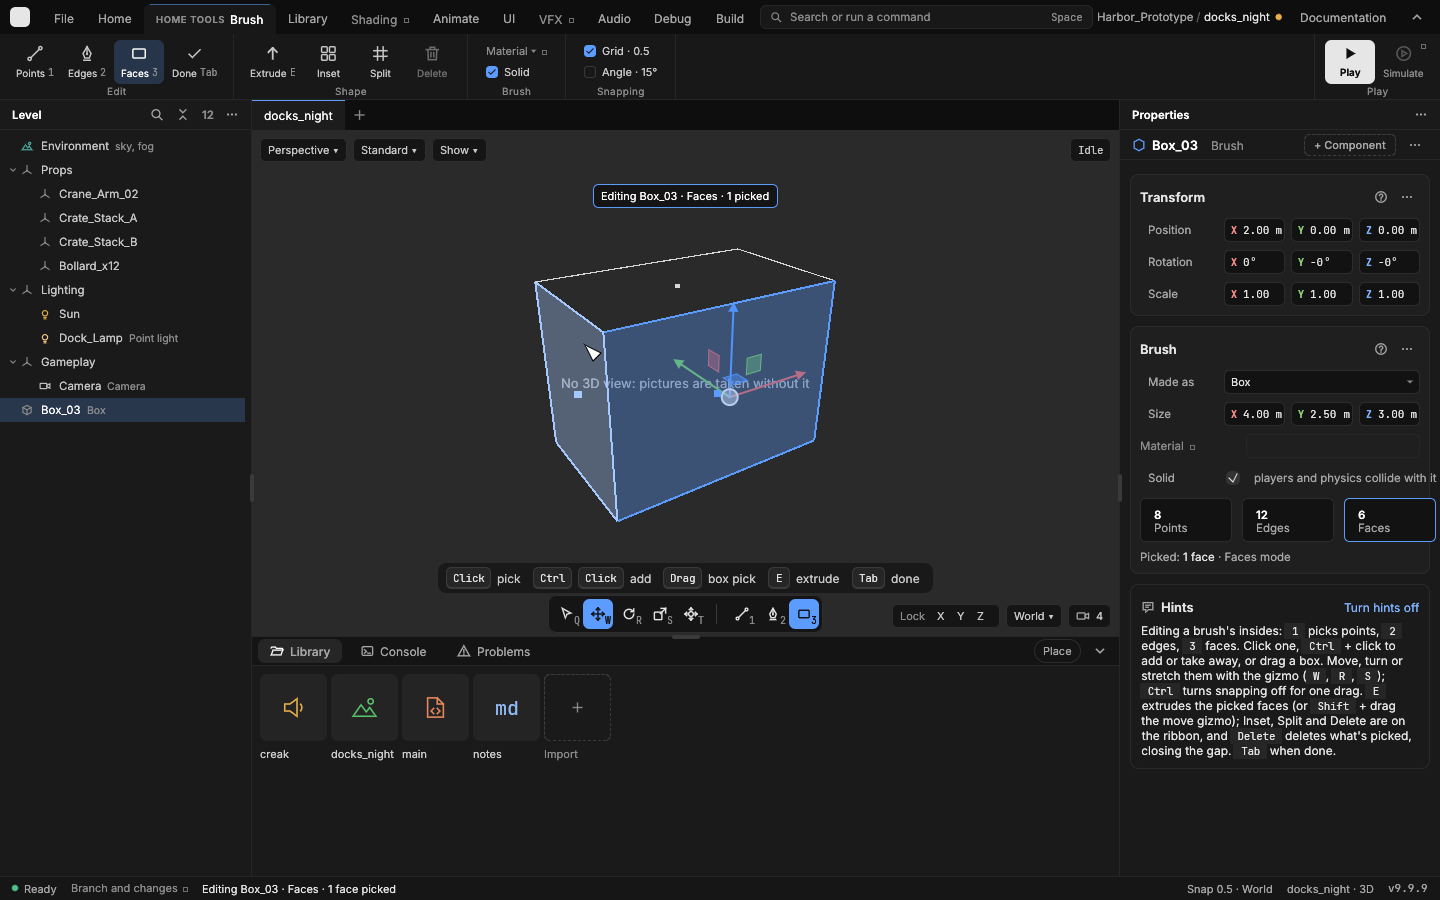 File Home HOME TOOLS Brush Library Shading Animate UI VFX Audio Debug Build Search or run a command Space Harbor_Prototype / docks_night Documentation
Points 1 Edges 2 Faces 3 Done Tab
Edit
Extrude E Inset Split Delete
Shape
Material
Solid
Brush
Grid · 0.5
Angle · 15°
Snapping
Play Simulate
Play
Level 12
Environment sky, fog
Props
Crane_Arm_02
Crate_Stack_A
Crate_Stack_B
Bollard_x12
Lighting
Sun
Dock_Lamp Point light
Gameplay
Camera Camera
Box_03 Box
docks_night
Perspective Standard Show Idle
Editing Box_03 · Faces · 1 picked
No 3D view: pictures are taken without it
Click pick Ctrl Click add Drag box pick E extrude Tab done
Q W R S T 1 2 3
Lock X Y Z World 4
Library Console Problems Place
md
creak docks_night main notes Import
Properties
Box_03 Brush + Component
Transform
Position X 2.00 m Y 0.00 m Z 0.00 m
Rotation X 0° Y -0° Z -0°
Scale X 1.00 Y 1.00 Z 1.00
Brush
Made as Box
Size X 4.00 m Y 2.50 m Z 3.00 m
Material
Solid players and physics collide with it
8 Points
12 Edges
6 Faces
Picked: 1 face · Faces mode
Hints Turn hints off
Editing a brush's insides: 1 picks points, 2
edges, 3 faces. Click one, Ctrl + click to
add or take away, or drag a box. Move, turn or
stretch them with the gizmo ( W , R , S );
Ctrl turns snapping off for one drag. E
extrudes the picked faces (or Shift + drag
the move gizmo); Inset, Split and Delete are on
the ribbon, and Delete deletes what's picked,
closing the gap. Tab when done.
Ready Branch and changes Editing Box_03 · Faces · 1 face picked Snap 0.5 · World docks_night · 3D v9.9.9